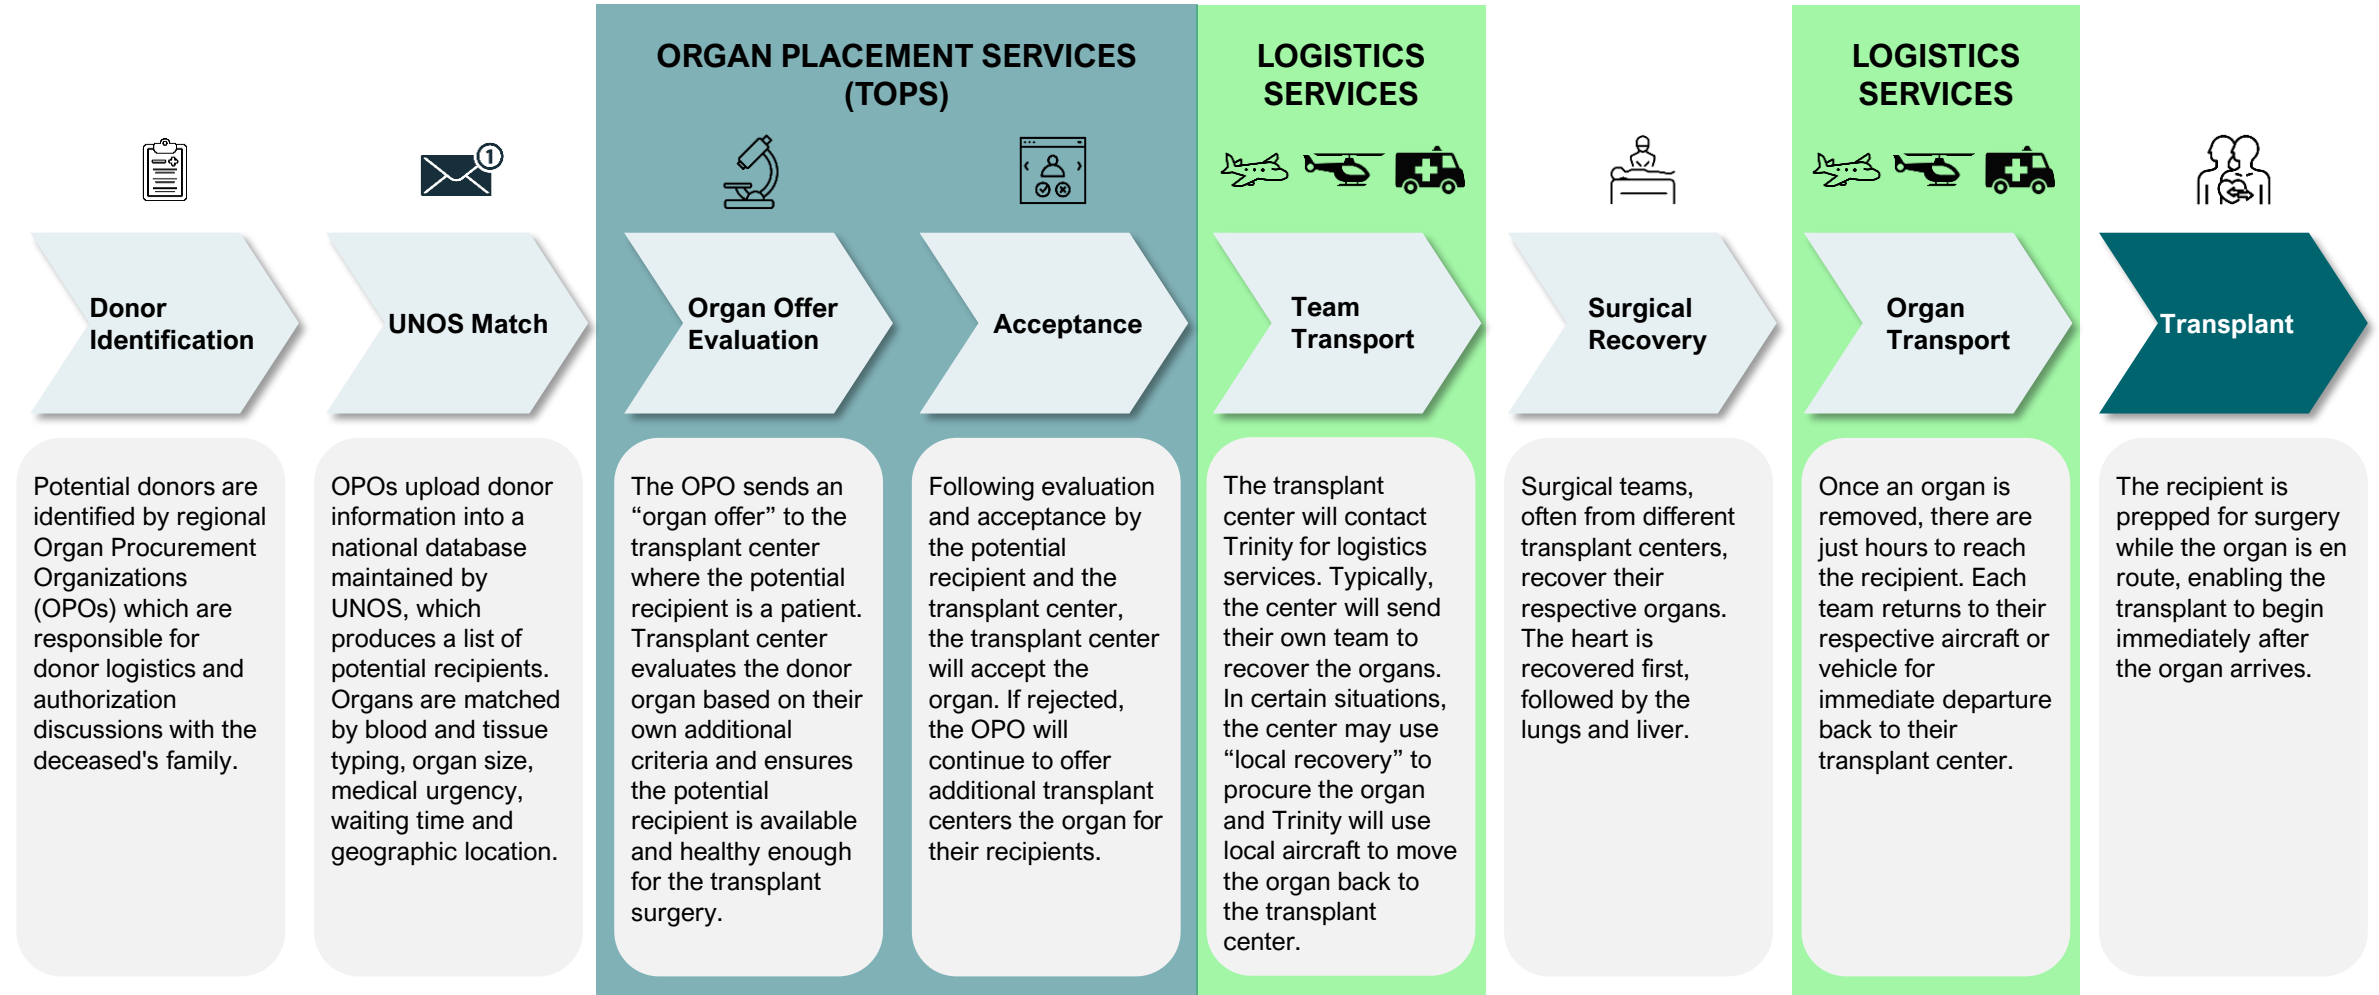 ORGAN PLACEMENT SERVICES
(TOPS)
LOGISTICS
SERVICES
LOGISTICS
SERVICES
1
Donor
Identification
UNOS Match
Organ Offer
Evaluation
Acceptance
Team
Transport
Surgical
Recovery
Organ
Transport
Transplant
Potential donors are
identified by regional
Organ Procurement
Organizations
(OPOs) which are
responsible for
donor logistics and
authorization
discussions with the
deceased's family.
OPOs upload donor
information into a
national database
maintained by
UNOS, which
produces a list of
potential recipients.
Organs are matched
by blood and tissue
typing, organ size,
medical urgency,
waiting time and
geographic location.
The OPO sends an
“organ offer” to the
transplant center
where the potential
recipient is a patient.
Transplant center
evaluates the donor
organ based on their
own additional
criteria and ensures
the potential
recipient is available
and healthy enough
for the transplant
surgery.
Following evaluation
and acceptance by
the potential
recipient and the
transplant center,
the transplant center
will accept the
organ. If rejected,
the OPO will
continue to offer
additional transplant
centers the organ for
their recipients.
The transplant
center will contact
Trinity for logistics
services. Typically,
the center will send
their own team to
recover the organs.
In certain situations,
the center may use
“local recovery” to
procure the organ
and Trinity will use
local aircraft to move
the organ back to
the transplant
center.
Surgical teams,
often from different
transplant centers,
recover their
respective organs.
The heart is
recovered first,
followed by the
lungs and liver.
Once an organ is
removed, there are
just hours to reach
the recipient. Each
team returns to their
respective aircraft or
vehicle for
immediate departure
back to their
transplant center.
The recipient is
prepped for surgery
while the organ is en
route, enabling the
transplant to begin
immediately after
the organ arrives.